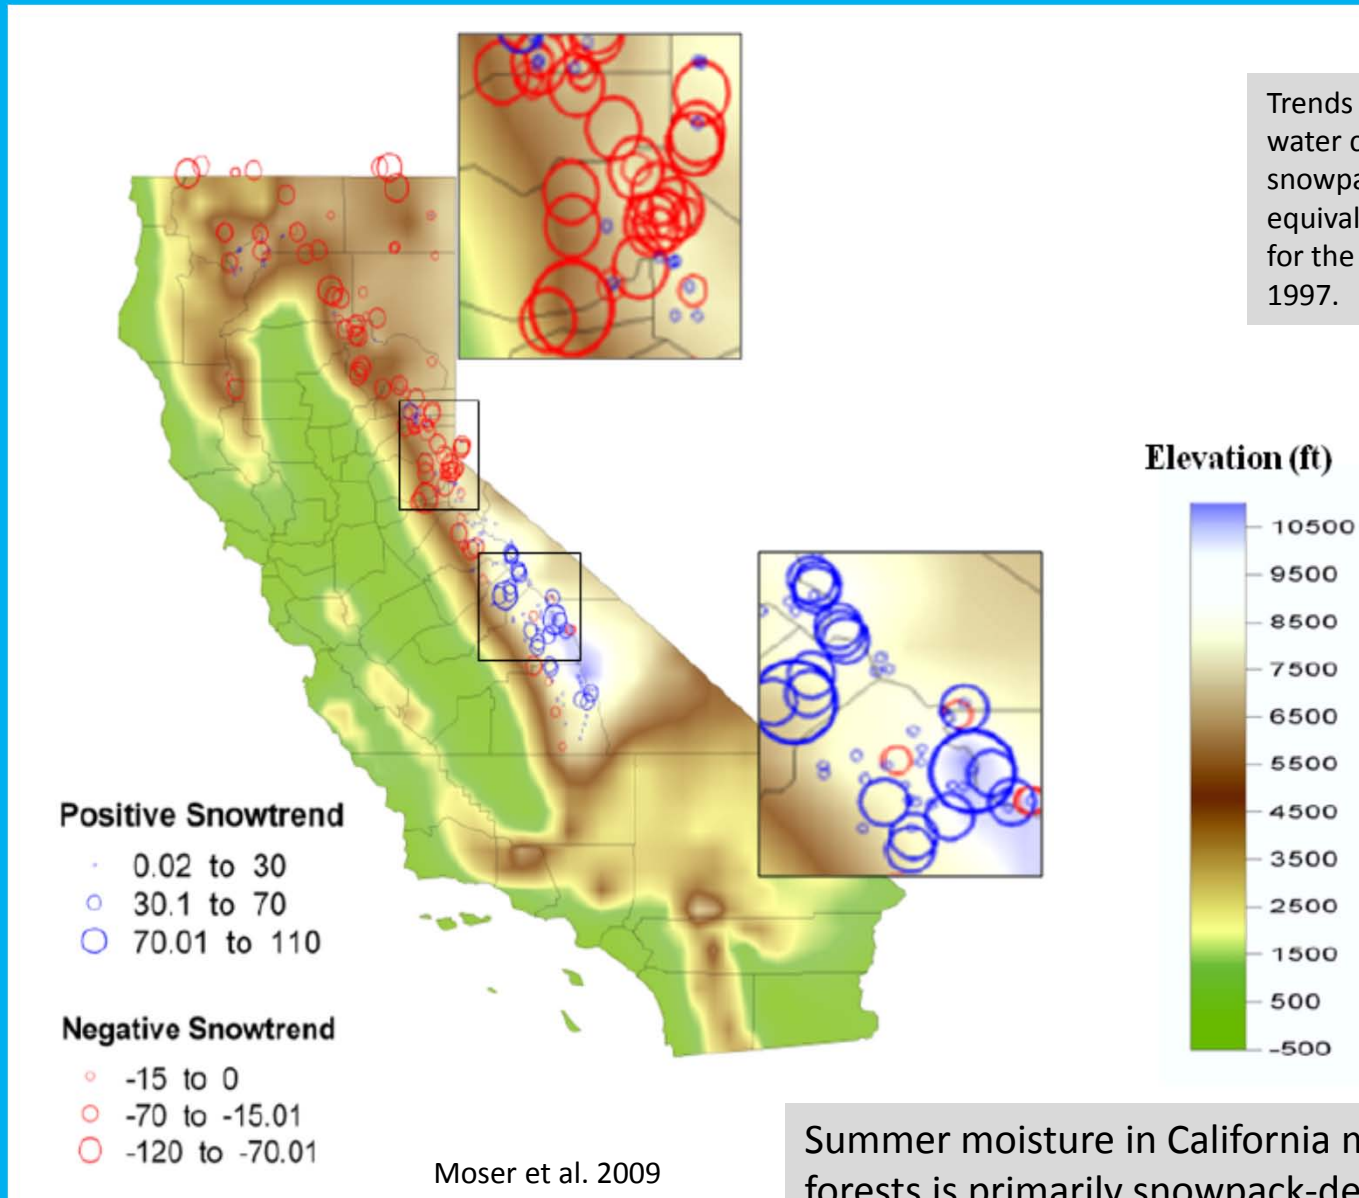 Trends
water
snowpa
equival
for the
1997.
Elevation (ft)
10500
9500
8500
7500
6500
5500
4500
3500
2500
1500
500
-500
Positive Snowtrend
0.02 to 30
30.1 to 70
70.01 to 110
Negative Snowtrend
-15 to 0
-70 to -15.01
-120 to -70.01
Moser et al. 2009
Summer moisture in California
forests is primarily snowpack-de